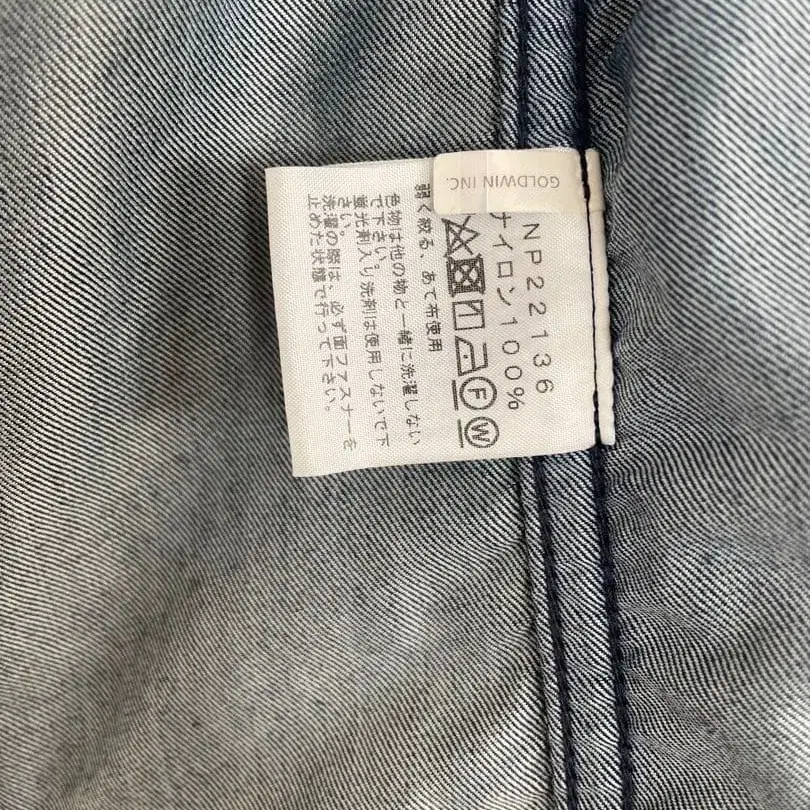 GOLDWIN INC.
NP22136
ナイロン100%
F W
弱く絞る、あて布使用
色物は他の物と一緒に洗濯しない
で下さい。
蛍光剤入り洗剤は使用しないで下
さい。
洗濯の際は、必ず面ファスナーを
止めた状態で行って下さい。